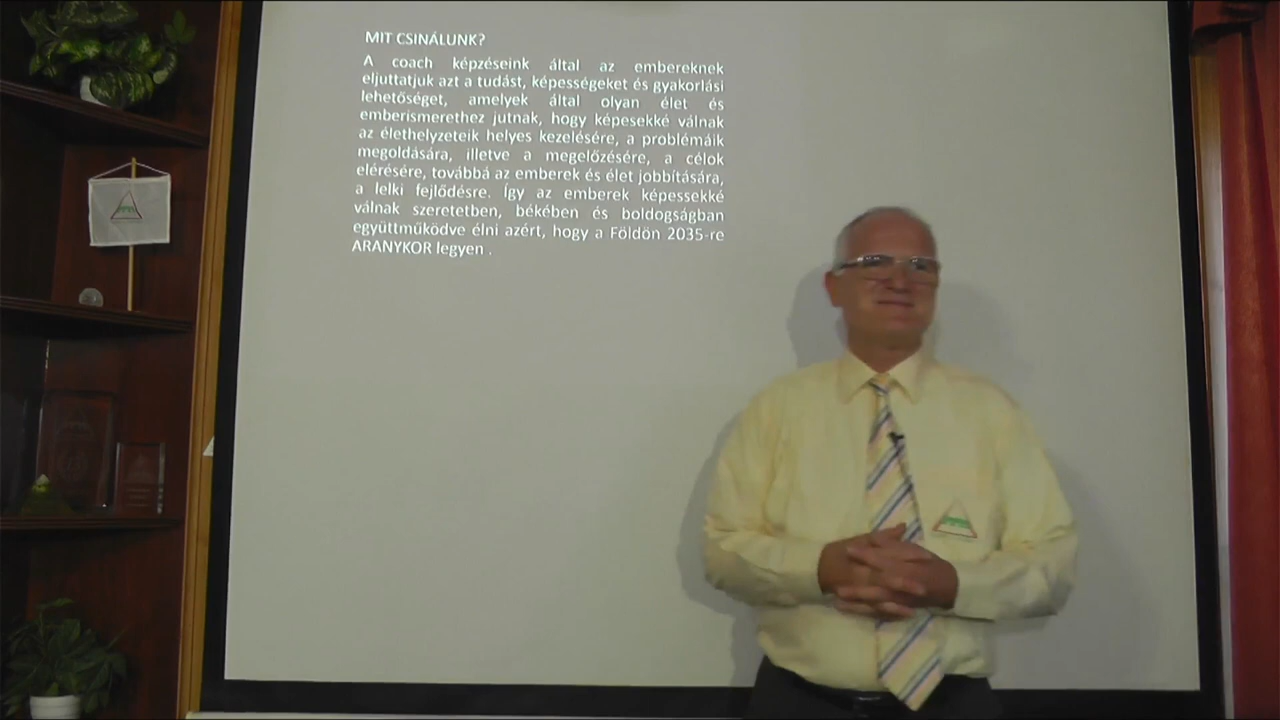 MIT CSINÁLUNK?
A coach képzéseink által az embereknek
eljuttatjuk azt a tudást, képességeket és gyakorlási
lehetőséget, amelyek által olyan élet és
emberismerethez jutnak, hogy képesekké válnak
az élethelyzeteik helyes kezelésére, a problémáik
megoldására, illetve a megelőzésére, a célok
elérésére, továbbá az emberek és élet jobbítására,
a lelki fejlődésre. Így az emberek képessekké
válnak szeretetben, békében és boldogságban
együttműködve élni azért, hogy a Földön 2035-re
ARANYKOR legyen .